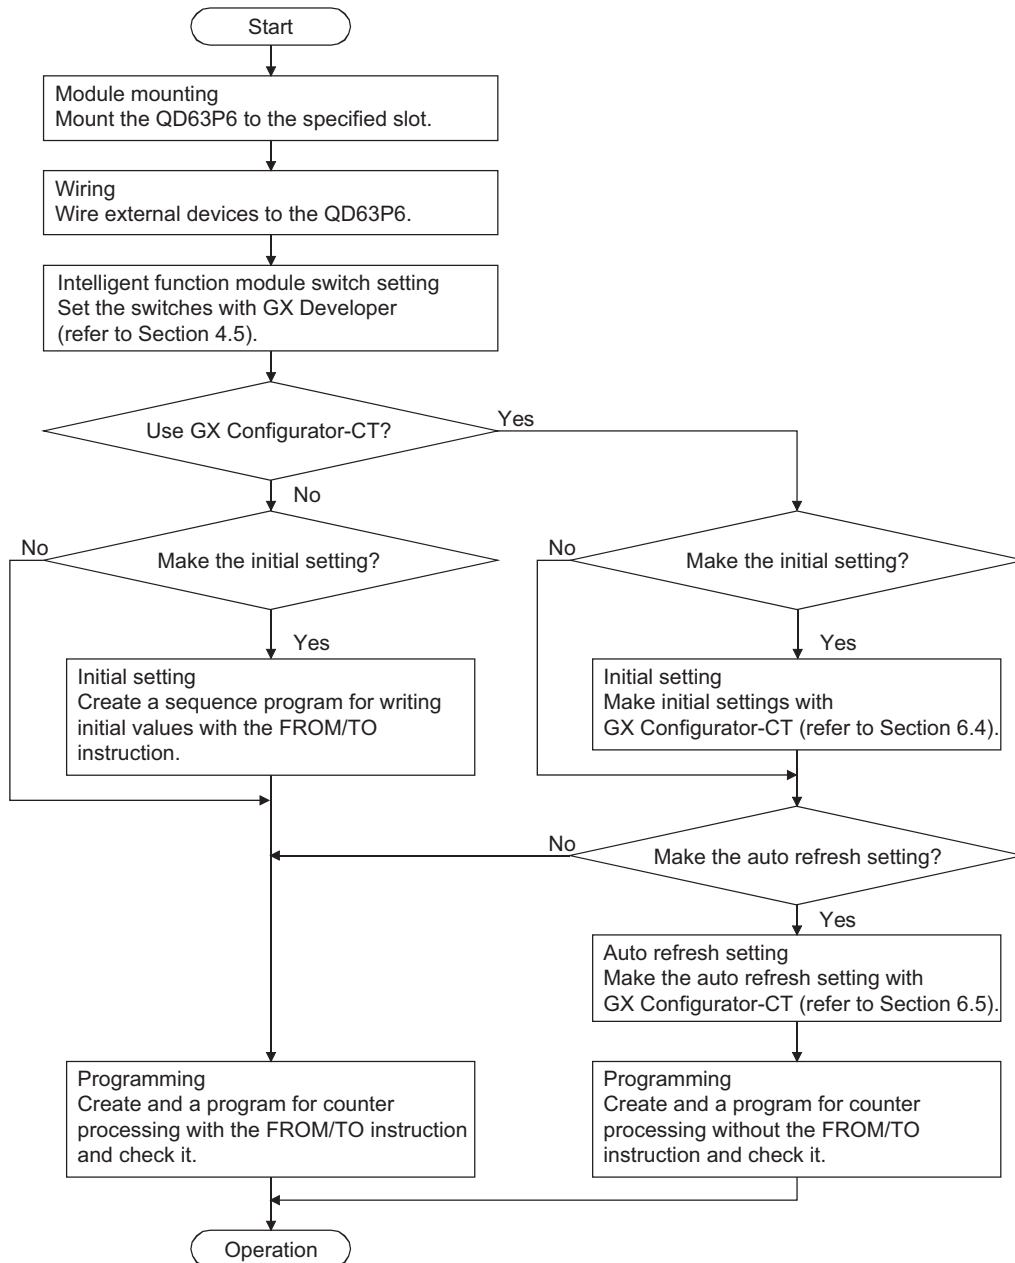 Start
Module mounting
Mount the QD63P6 to the specified slot.
Wiring
Wire external devices to the QD63P6.
Intelligent function module switch setting
Set the switches with GX Developer
(refer to Section 4.5).
Use GX Configurator-CT?
Yes
No
No
Make the initial setting?
Yes
Initial setting
Create a sequence program for writing
initial values with the FROM/TO
instruction.
No
Make the initial setting?
Yes
Initial setting
Make initial settings with
GX Configurator-CT (refer to Section 6.4).
No
Make the auto refresh setting?
Yes
Auto refresh setting
Make the auto refresh setting with
GX Configurator-CT (refer to Section 6.5).
Programming
Create and a program for counter
processing with the FROM/TO instruction
and check it.
Programming
Create and a program for counter
processing without the FROM/TO
instruction and check it.
Operation